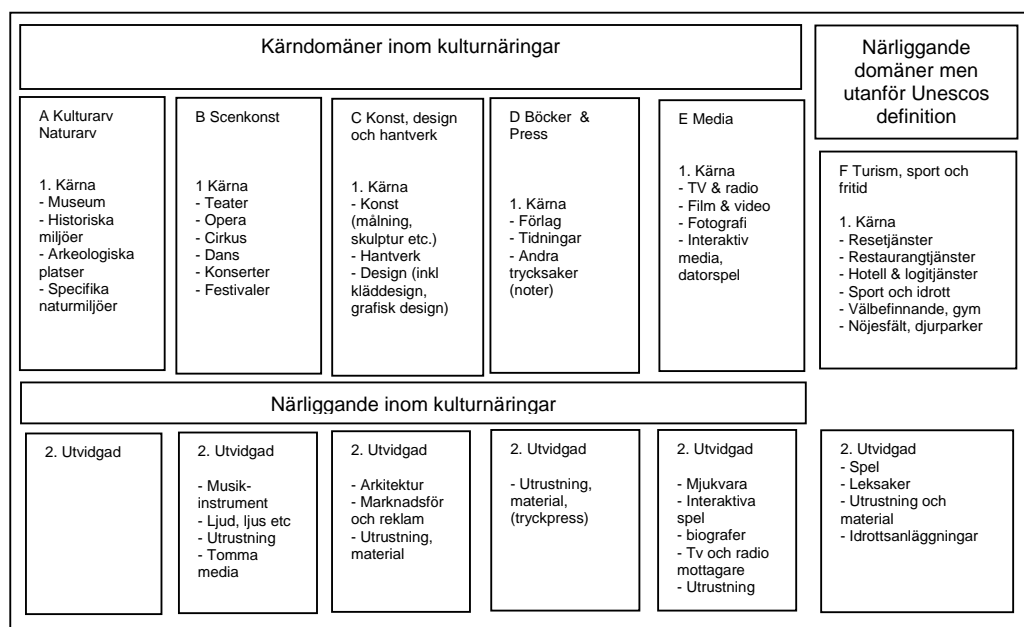 Kärndomäner inom kulturnäringar
Närliggande
domäner men
utanför Unescos
definition
A Kulturarv
Naturarv
1. Kärna
- Museum
- Historiska
miljöer
- Arkeologiska
platser
- Specifika
naturmiljöer
B Scenkonst
1 Kärna
- Teater
- Opera
- Cirkus
- Dans
- Konserter
- Festivaler
C Konst, design
och hantverk
1. Kärna
- Konst
(målning,
skulptur etc.)
- Hantverk
- Design (inkl
kläddesign,
grafisk design)
D Böcker &
Press
1. Kärna
- Förlag
- Tidningar
- Andra
trycksaker
(noter)
E Media
1. Kärna
- TV & radio
- Film & video
- Fotografi
- Interaktiv
media,
datorspel
F Turism, sport och
fritid
1. Kärna
- Resetjänster
- Restaurangtjänster
- Hotell & logitjänster
- Sport och idrott
- Välbefinnande, gym
- Nöjesfält, djurparker
Närliggande inom kulturnäringar
2. Utvidgad
2. Utvidgad
- Musik-
instrument
- Ljud, ljus etc
- Utrustning
- Tomma
media
2. Utvidgad
- Arkitektur
- Marknadsför
och reklam
- Utrustning,
material
2. Utvidgad
- Utrustning,
material,
(tryckpress)
2. Utvidgad
- Mjukvara
- Interaktiva
spel
- biografer
- Tv och radio
mottagare
- Utrustning
2. Utvidgad
- Spel
- Leksaker
- Utrustning och
material
- Idrottsanläggningar